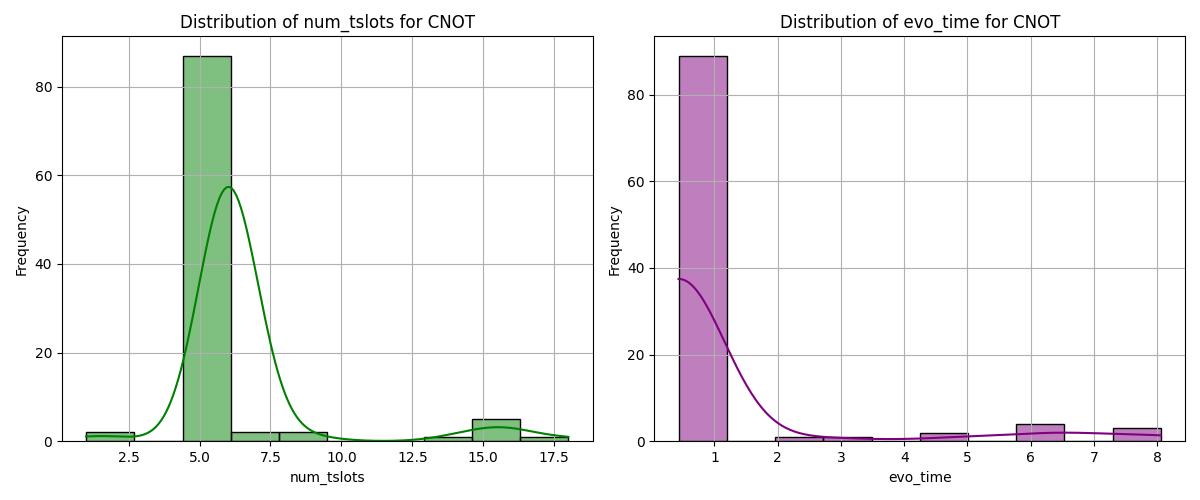 Distribution of num_tslots for CNOT
Frequency
80
60
40
20
0
2.5 5.0 7.5 10.0 12.5 15.0 17.5
num_tslots
Distribution of evo_time for CNOT
Frequency
80
60
40
20
0
1 2 3 4 5 6 7 8
evo_time